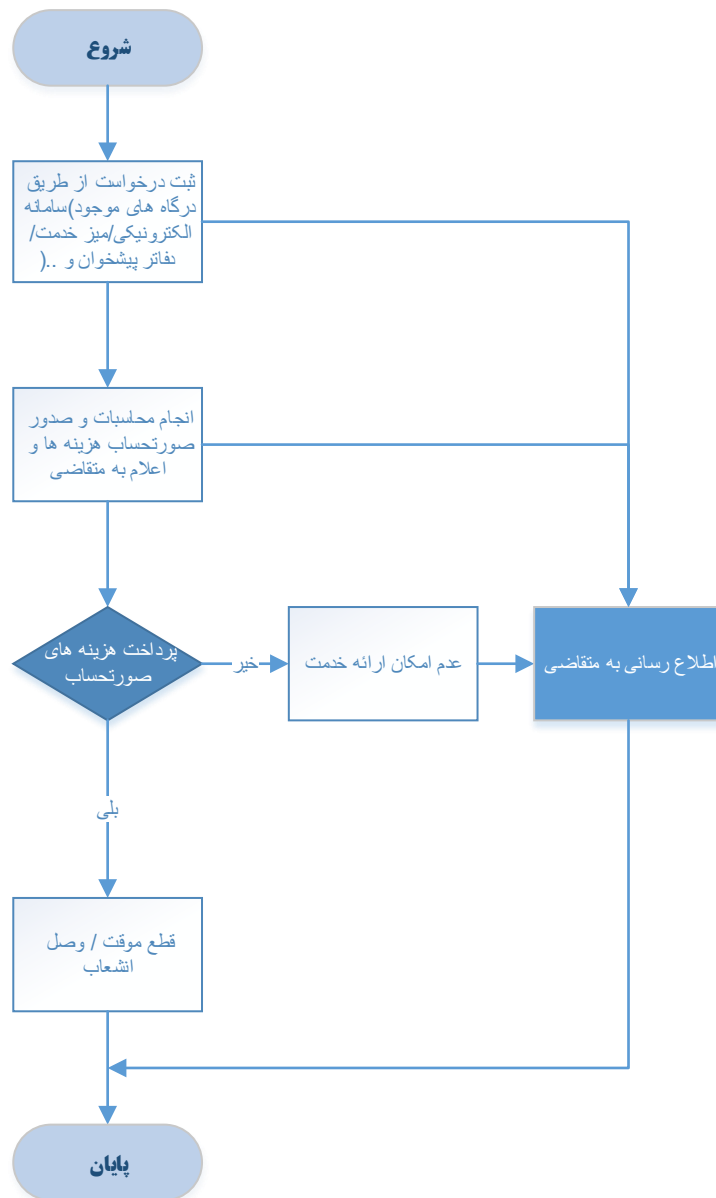 شروع
ثبت درخواست از طریق
درگاه های موجود)سامانه
الکترونیکی/میز خدمت/
دفاتر پیشخوان و ..(
انجام محاسبات و صدور
صورتحساب هزینه ها و
اعلام به متقاضی
پرداخت هزینه های
صورتحساب
خیر
عدم امکان ارائه خدمت
اطلاع رسانی به متقاضی
بلی
قطع موقت / وصل
انشعاب
پایان